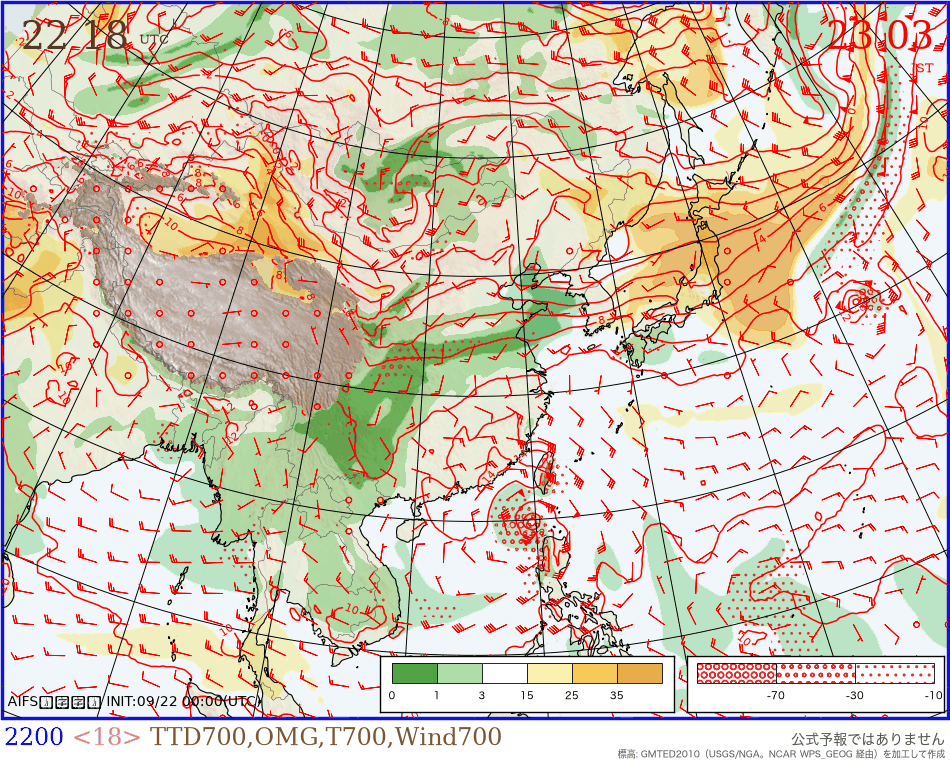 22 18 UTC
23 03 JST
AIFS 予予 INIT:09/22 00:00(UTC)
0 1 3 15 25 35
-70 -30 -10
2200 <18> TTD700,OMG,T700,Wind700
公式予報ではありません
標高: GMTED2010（USGS/NGA。NCAR WPS_GEOG 経由）を加工して作成